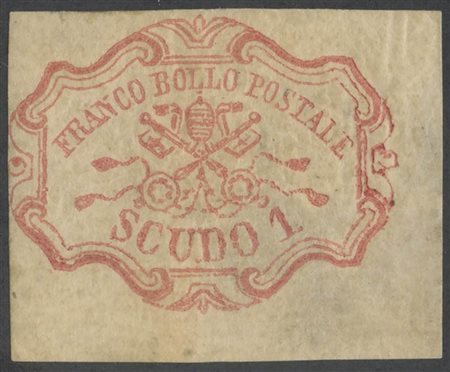 FRANCO BOLLO POSTALE
SCUDO 1